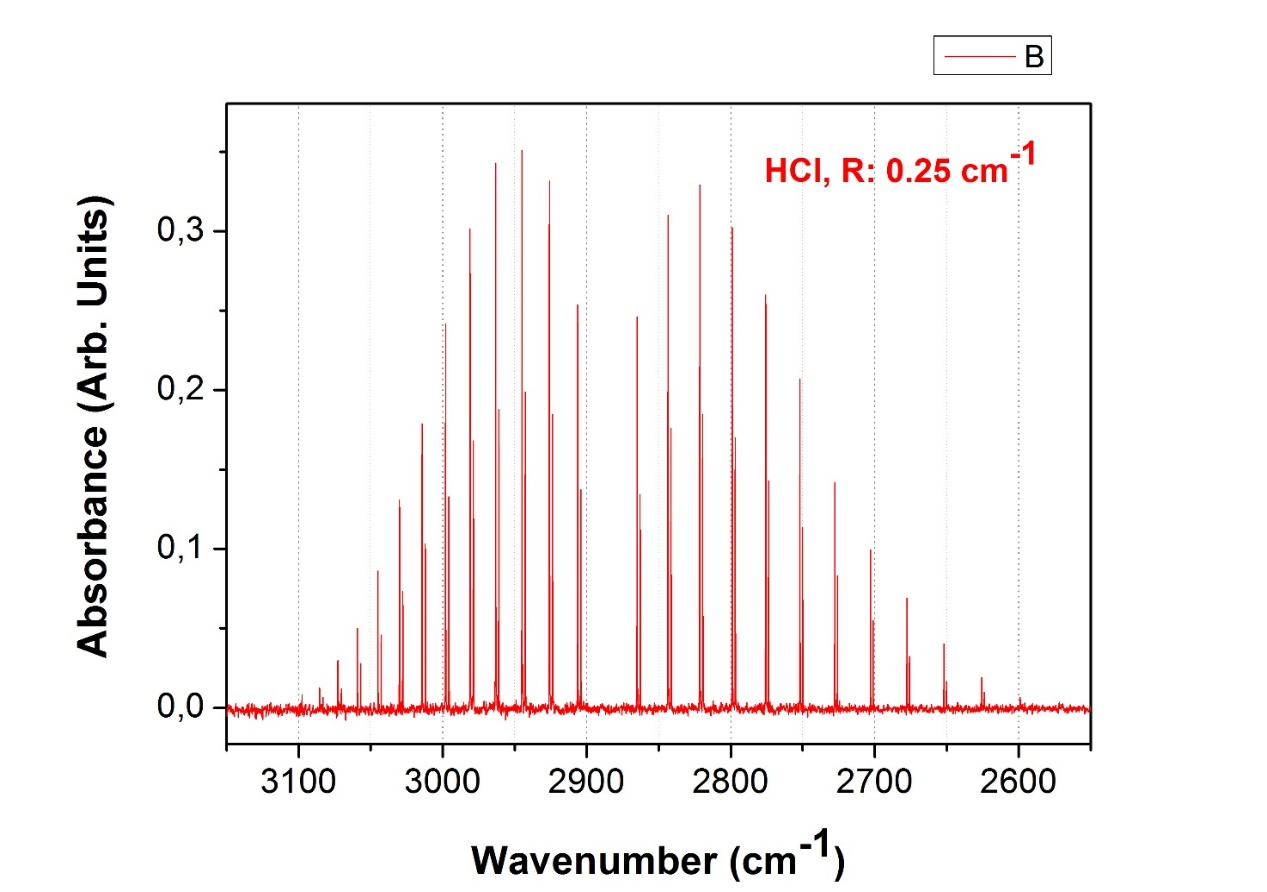 B
HCl, R: 0.25 cm-1
Absorbance (Arb. Units)
0,3
0,2
0,1
0,0
3100 3000 2900 2800 2700 2600
Wavenumber (cm-1)